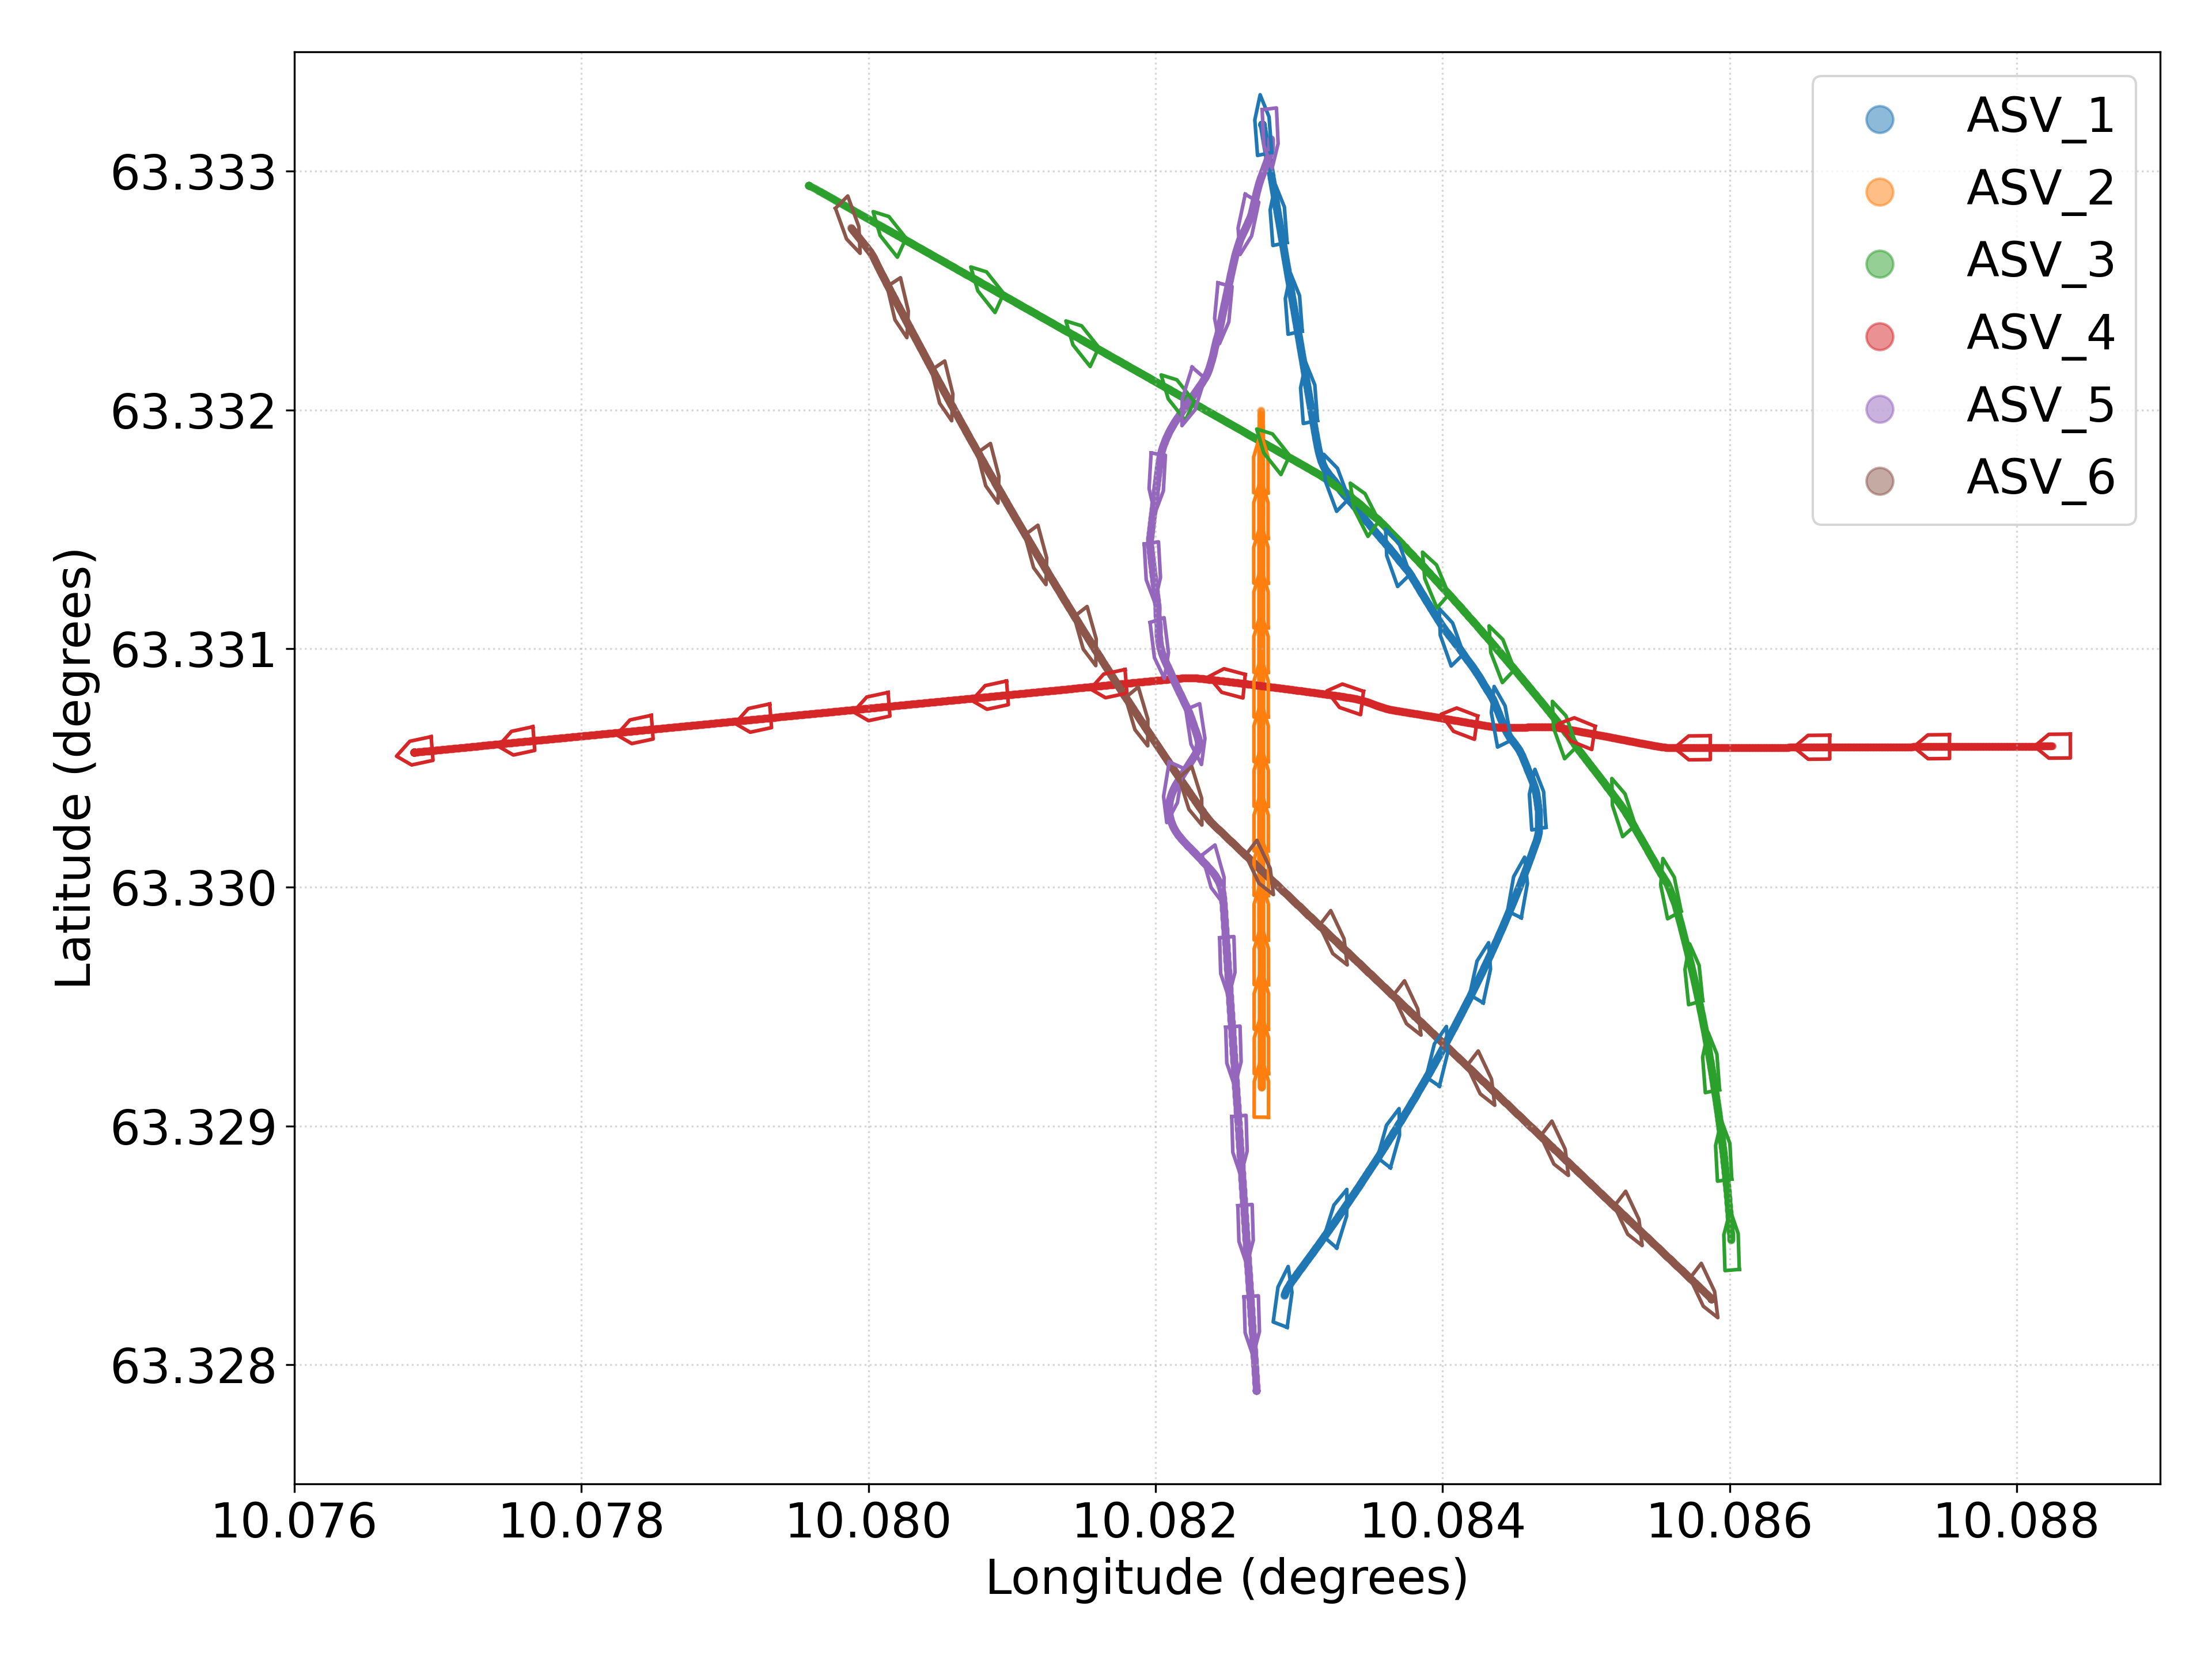 ASV_1
ASV_2
ASV_3
ASV_4
ASV_5
ASV_6
63.333
63.332
63.331
63.330
63.329
63.328
Latitude (degrees)
10.076 10.078 10.080 10.082 10.084 10.086 10.088
Longitude (degrees)